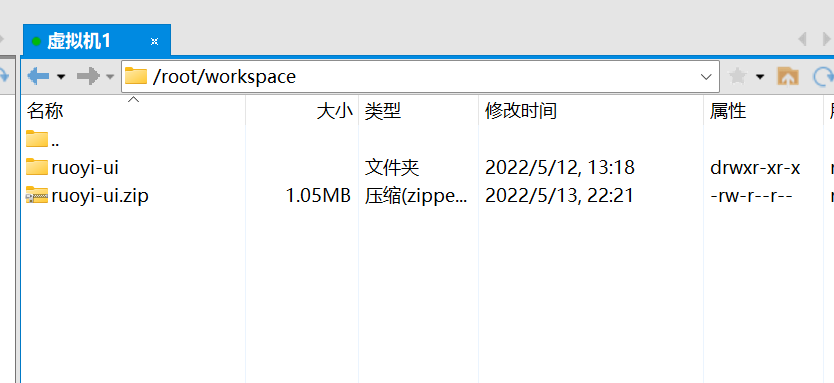 虚拟机1
/root/workspace
名称 大小 类型 修改时间 属性
..
ruoyi-ui 文件夹 2022/5/12, 13:18 drwxr-xr-x
ruoyi-ui.zip 1.05MB 压缩(zippe... 2022/5/13, 22:21 -rw-r--r--